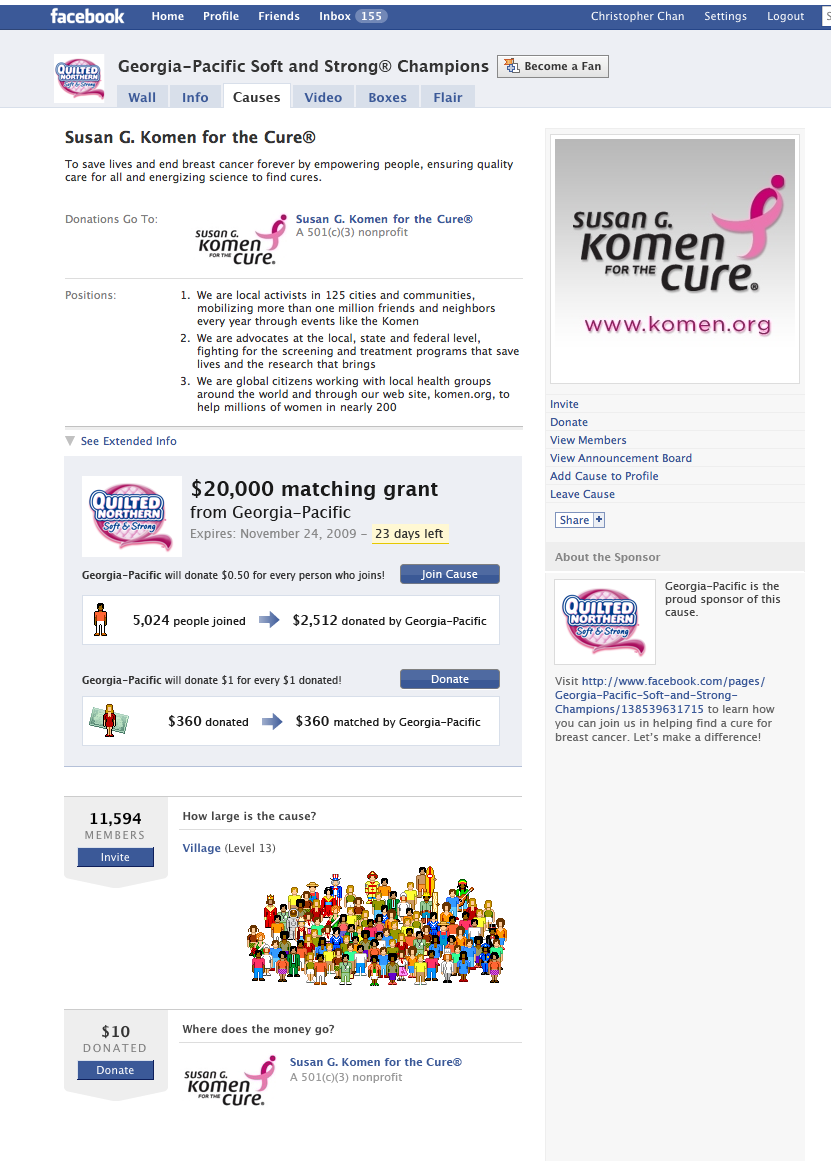 facebook Home Profile Friends Inbox 155 Christopher Chan Settings Logout
QUILTED NORTHERN Soft & Strong
Georgia-Pacific Soft and Strong® Champions Become a Fan
Wall Info Causes Video Boxes Flair
Susan G. Komen for the Cure®
To save lives and end breast cancer forever by empowering people, ensuring quality
care for all and energizing science to find cures.
Donations Go To:
susan G.
komen
FOR THE cure.
Susan G. Komen for the Cure®
A 501(c)(3) nonprofit
Positions:
1. We are local activists in 125 cities and communities,
mobilizing more than one million friends and neighbors
every year through events like the Komen
2. We are advocates at the local, state and federal level,
fighting for the screening and treatment programs that save
lives and the research that brings
3. We are global citizens working with local health groups
around the world and through our web site, komen.org, to
help millions of women in nearly 200
See Extended Info
QUILTED
NORTHERN
Soft & Strong
$20,000 matching grant
from Georgia-Pacific
Expires: November 24, 2009 – 23 days left
Georgia-Pacific will donate $0.50 for every person who joins! Join Cause
5,024 people joined $2,512 donated by Georgia-Pacific
Georgia-Pacific will donate $1 for every $1 donated! Donate
$360 donated $360 matched by Georgia-Pacific
11,594
MEMBERS
Invite
How large is the cause?
Village (Level 13)
$10
DONATED
Donate
Where does the money go?
susan G.
komen
FOR THE cure.
Susan G. Komen for the Cure®
A 501(c)(3) nonprofit
susan G.
komen
FOR THE cure®
www.komen.org
Invite
Donate
View Members
View Announcement Board
Add Cause to Profile
Leave Cause
Share +
About the Sponsor
QUILTED
NORTHERN
Soft & Strong
Georgia-Pacific is the
proud sponsor of this
cause.
Visit http://www.facebook.com/pages/
Georgia-Pacific-Soft-and-Strong-
Champions/138539631715 to learn how
you can join us in helping find a cure for
breast cancer. Let's make a difference!